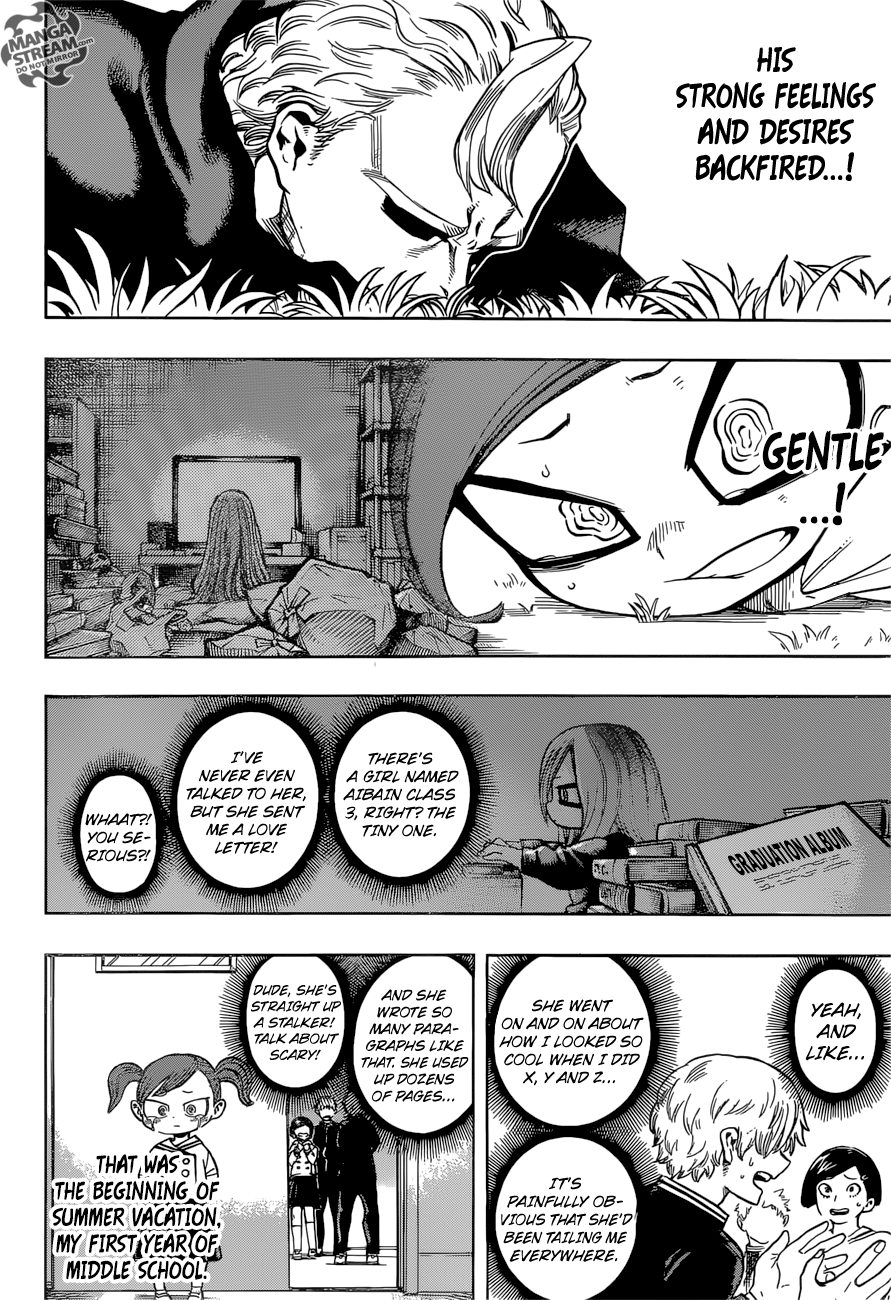 MANGA
STREAM.com
DO NOT MIRROR!
HIS
STRONG FEELINGS
AND DESIRES
BACKFIRED...!
GENTLE
...!
THERE'S
A GIRL NAMED
AIBAIN CLASS
3, RIGHT? THE
TINY ONE.
I'VE
NEVER EVEN
TALKED TO HER,
BUT SHE SENT
ME A LOVE
LETTER!
WHAAT?!
YOU SE-
RIOUS?!
GRADUATION ALBUM
YEAH,
AND
LIKE...
SHE WENT
ON AND ON ABOUT
HOW I LOOKED SO
COOL WHEN I DID
X, Y AND Z...
IT'S
PAINFULLY OB-
VIOUS THAT SHE'D
BEEN TAILING ME
EVERYWHERE.
AND SHE
WROTE SO
MANY PARA-
GRAPHS LIKE
THAT. SHE USED
UP DOZENS
OF PAGES...
DUDE, SHE'S
STRAIGHT UP
A STALKER!
TALK ABOUT
SCARY!
THAT WAS
THE BEGINNING OF
SUMMER VACATION,
MY FIRST YEAR OF
MIDDLE SCHOOL.